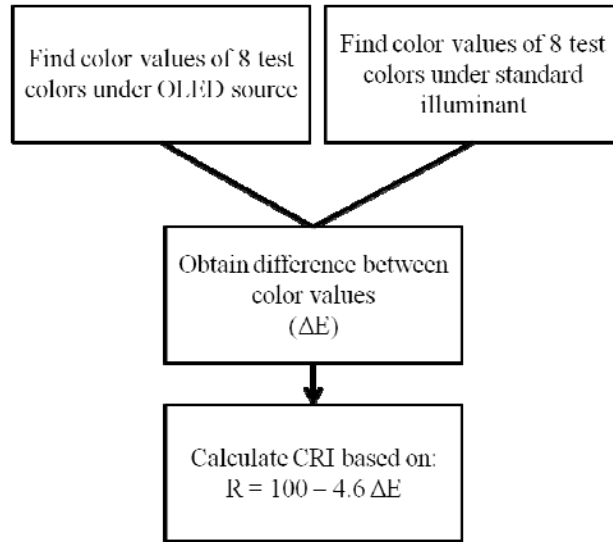 Find color values of 8 test
colors under OLED source
Find color values of 8 test
colors under standard
illuminant
Obtain difference between
color values
(ΔE)
Calculate CRI based on:
R = 100 – 4.6 ΔE